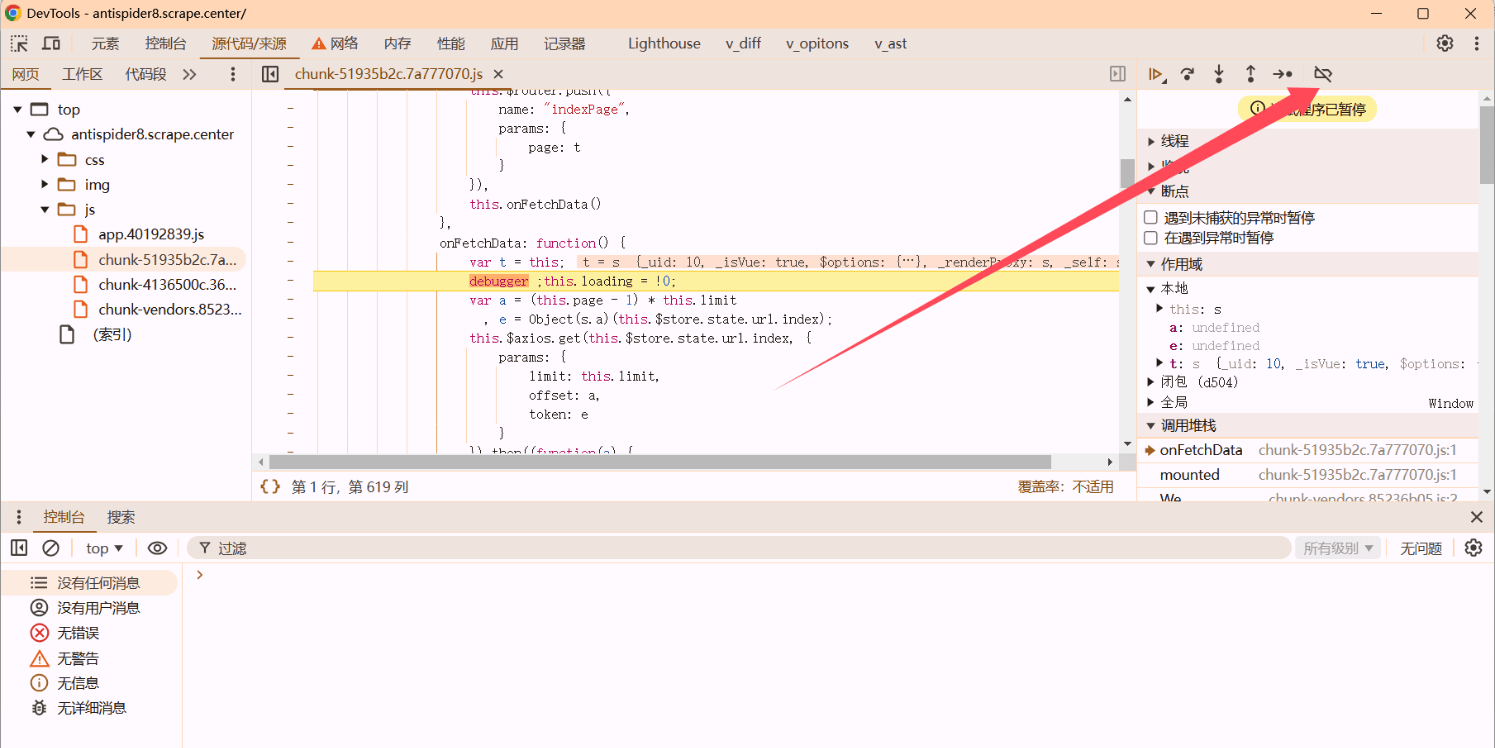 DevTools - antispider8.scrape.center/
元素 控制台 源代码/来源 网络 内存 性能 应用 记录器 Lighthouse v_diff v_opitons v_ast
网页 工作区 代码段
chunk-51935b2c.7a777070.js
top
antispider8.scrape.center
css
img
js
app.40192839.js
chunk-51935b2c.7a...
chunk-4136500c.36...
chunk-vendors.8523...
(索引)
this.$router.push({
name: "indexPage",
params: {
page: t
}
}),
this.onFetchData()
},
onFetchData: function() {
var t = this; t = s {_uid: 10, _isVue: true, $options: {…}, _renderProxy: s, _self: s
debugger ;this.loading = !0;
var a = (this.page - 1) * this.limit
, e = Object(s.a)(this.$store.state.url.index);
this.$axios.get(this.$store.state.url.index, {
params: {
limit: this.limit,
offset: a,
token: e
}
}).then((function(a) {
{} 第 1 行，第 619 列
覆盖率：不适用
程序已暂停
线程
断点
遇到未捕获的异常时暂停
在遇到异常时暂停
作用域
本地
this: s
a: undefined
e: undefined
t: s {_uid: 10, _isVue: true, $options:
闭包 (d504)
全局 Window
调用堆栈
onFetchData chunk-51935b2c.7a777070.js:1
mounted chunk-51935b2c.7a777070.js:1
We chunk-vendors.85236b05.js:2
控制台 搜索
top 过滤 所有级别 无问题
没有任何消息
没有用户消息
无错误
无警告
无信息
无详细消息